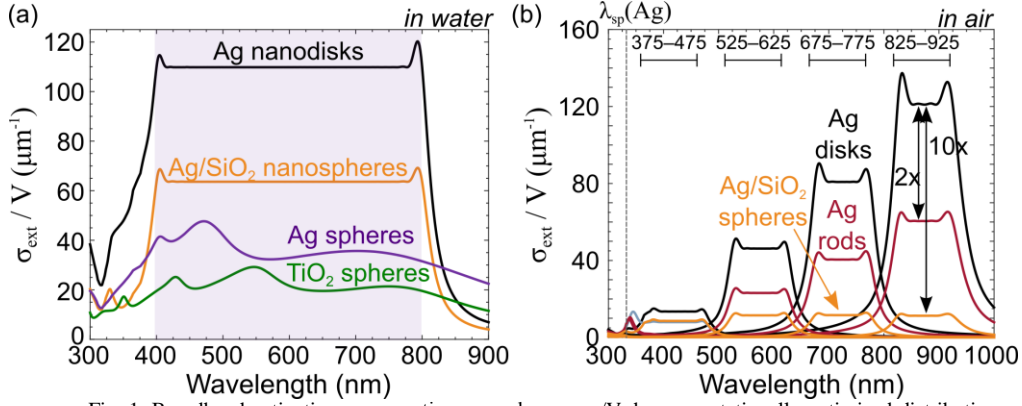 (a)
in water
120
100
80
60
40
20
0
σext / V (μm⁻¹)
Ag nanodisks
Ag/SiO₂ nanospheres
Ag spheres
TiO₂ spheres
300 400 500 600 700 800 900
Wavelength (nm)
(b)
λsp(Ag)
in air
375–475 525–625 675–775 825–925
160
120
80
40
0
σext / V (μm⁻¹)
Ag
disks
10x
2x
Ag/SiO₂
spheres
Ag
rods
300 400 500 600 700 800 900 1000
Wavelength (nm)